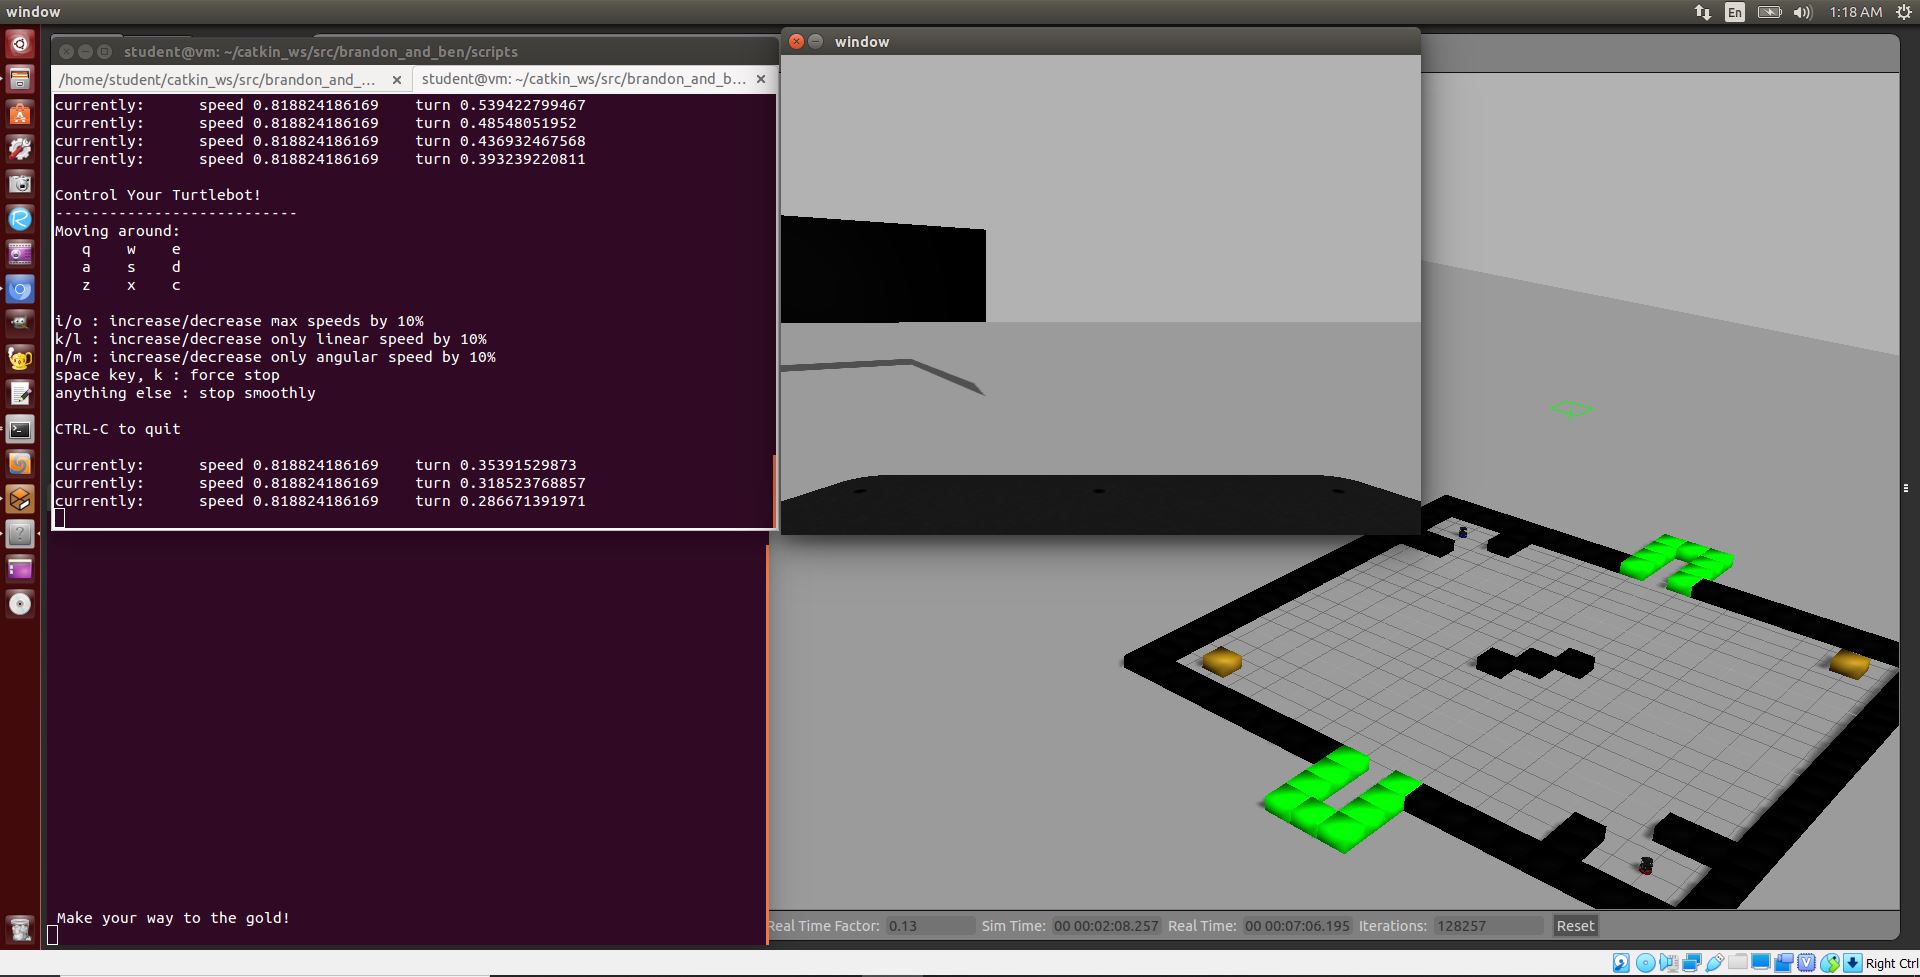 window
En
1:18 AM
student@vm: ~/catkin_ws/src/brandon_and_ben/scripts
/home/student/catkin_ws/src/brandon_and_...
student@vm: ~/catkin_ws/src/brandon_and_b...
currently: speed 0.818824186169 turn 0.539422799467
currently: speed 0.818824186169 turn 0.48548051952
currently: speed 0.818824186169 turn 0.436932467568
currently: speed 0.818824186169 turn 0.393239220811
Control Your Turtlebot!
---------------------------
Moving around:
q w e
a s d
z x c
i/o : increase/decrease max speeds by 10%
k/l : increase/decrease only linear speed by 10%
n/m : increase/decrease only angular speed by 10%
space key, k : force stop
anything else : stop smoothly
CTRL-C to quit
currently: speed 0.818824186169 turn 0.35391529873
currently: speed 0.818824186169 turn 0.318523768857
currently: speed 0.818824186169 turn 0.286671391971
Make your way to the gold!
window
Real Time Factor: 0.13 Sim Time: 00 00:02:08.257 Real Time: 00 00:07:06.195 Iterations: 128257 Reset
Right Ctrl